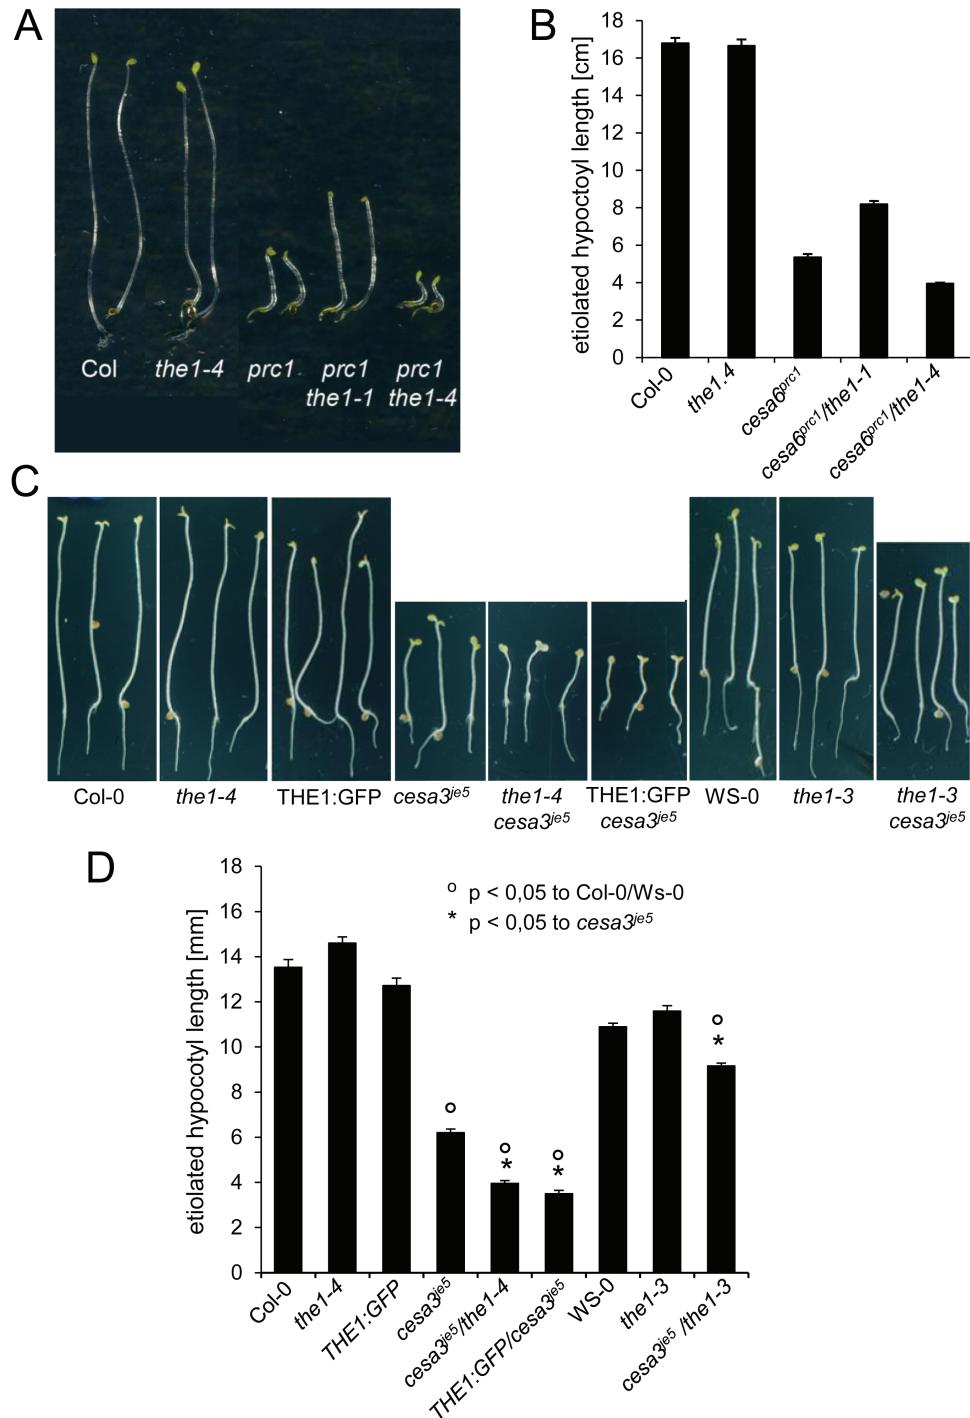 A
Col
the1-4
prc1
prc1
the1-1
prc1
the1-4
B
etiolated hypoctoyl length [cm]
18
16
14
12
10
8
6
4
2
0
Col-0
the1.4
cesa6prc1
cesa6prc1/the1-1
cesa6prc1/the1-4
C
Col-0
the1-4
THE1:GFP
cesa3je5
the1-4
cesa3je5
THE1:GFP
cesa3je5
WS-0
the1-3
the1-3
cesa3je5
D
etiolated hypocotyl length [mm]
18
16
14
12
10
8
6
4
2
0
o p < 0,05 to Col-0/Ws-0
* p < 0,05 to cesa3je5
o
o
*
o
*
o
*
Col-0
the1-4
THE1:GFP
cesa3je5
cesa3je5/the1-4
THE1:GFP/cesa3je5
WS-0
the1-3
cesa3je5 /the1-3